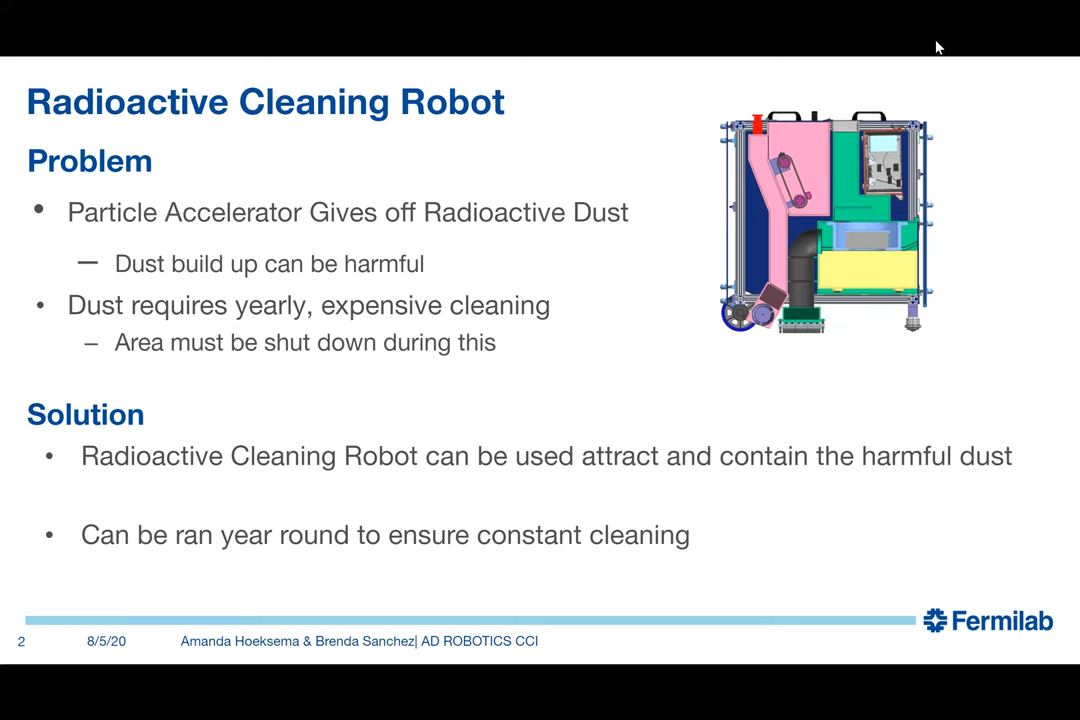 Radioactive Cleaning Robot
Problem
• Particle Accelerator Gives off Radioactive Dust
— Dust build up can be harmful
• Dust requires yearly, expensive cleaning
– Area must be shut down during this
Solution
• Radioactive Cleaning Robot can be used attract and contain the harmful dust
• Can be ran year round to ensure constant cleaning
Fermilab
2 8/5/20 Amanda Hoeksema & Brenda Sanchez| AD ROBOTICS CCI